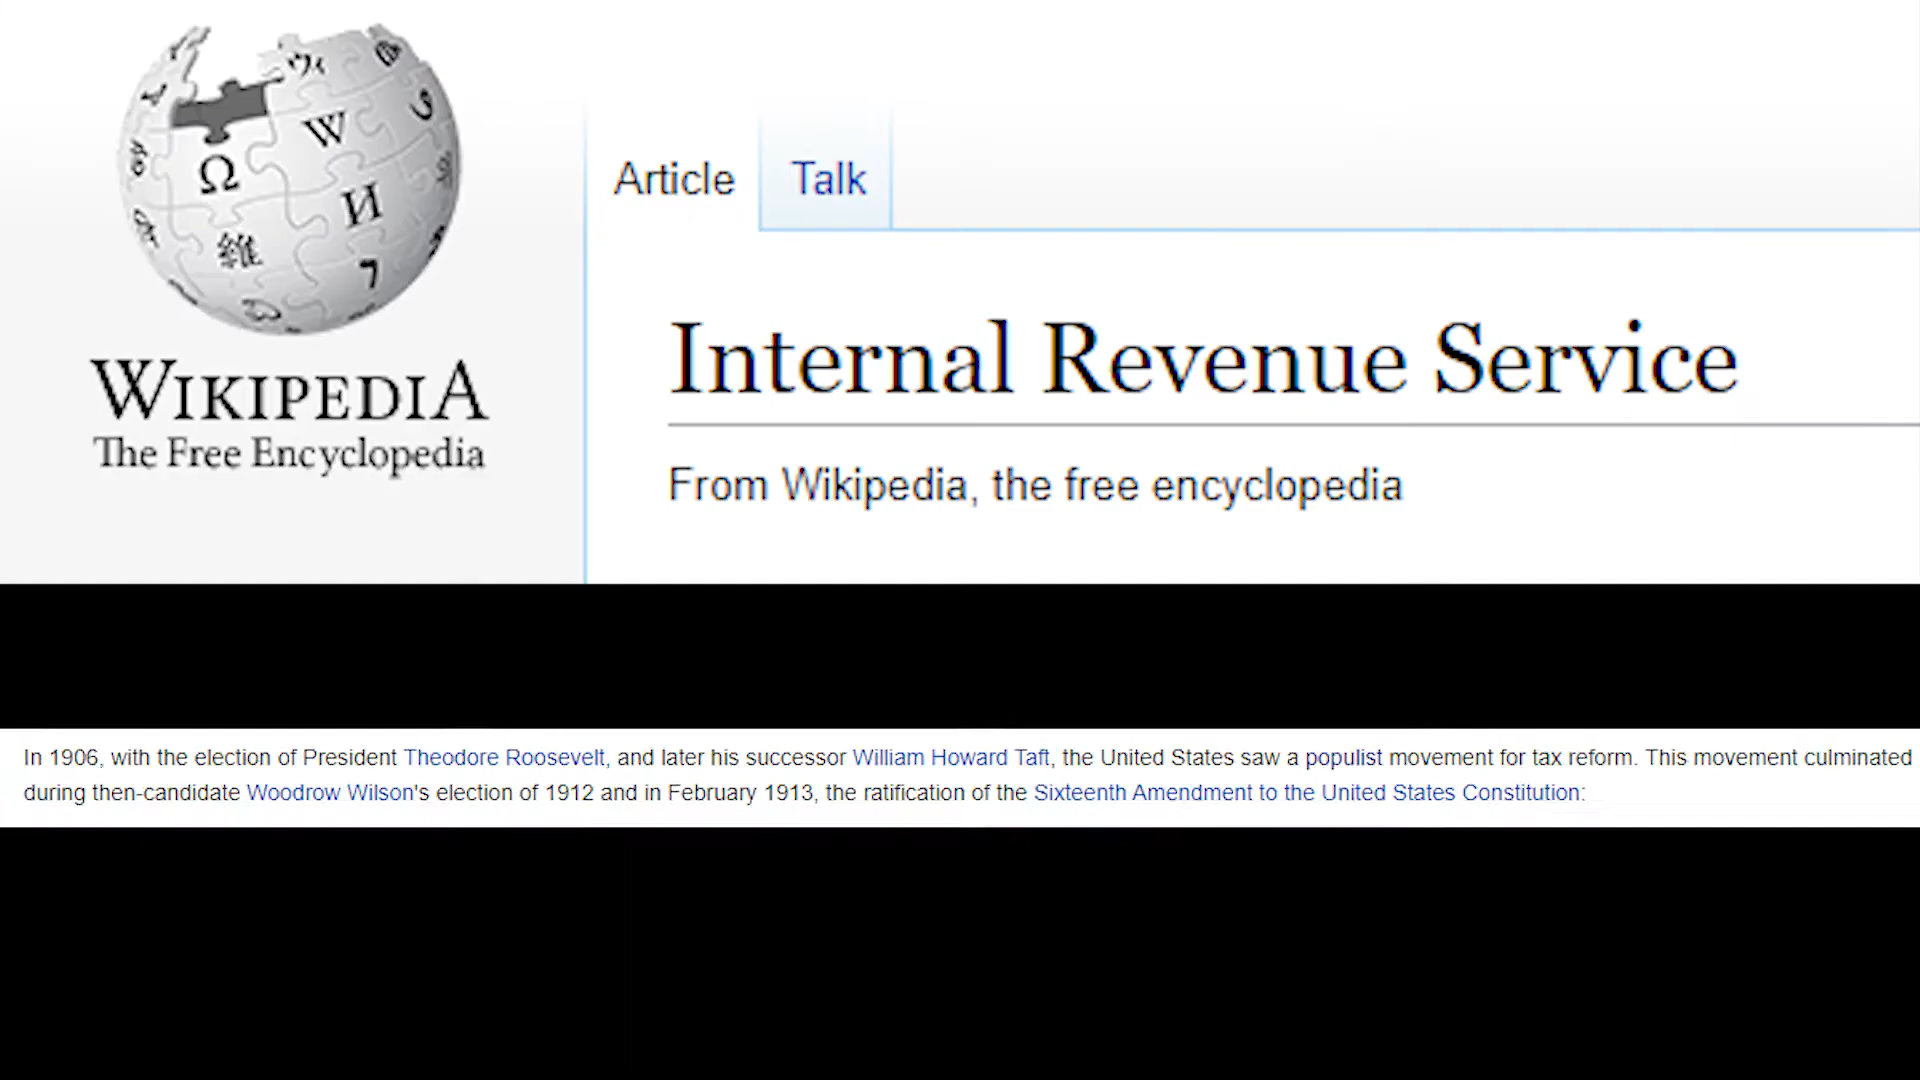 Ω
W
И
維
ウィ
WIKIPEDIA
The Free Encyclopedia
Article
Talk
Internal Revenue Service
From Wikipedia, the free encyclopedia
In 1906, with the election of President Theodore Roosevelt, and later his successor William Howard Taft, the United States saw a populist movement for tax reform. This movement culminated
during then-candidate Woodrow Wilson's election of 1912 and in February 1913, the ratification of the Sixteenth Amendment to the United States Constitution: